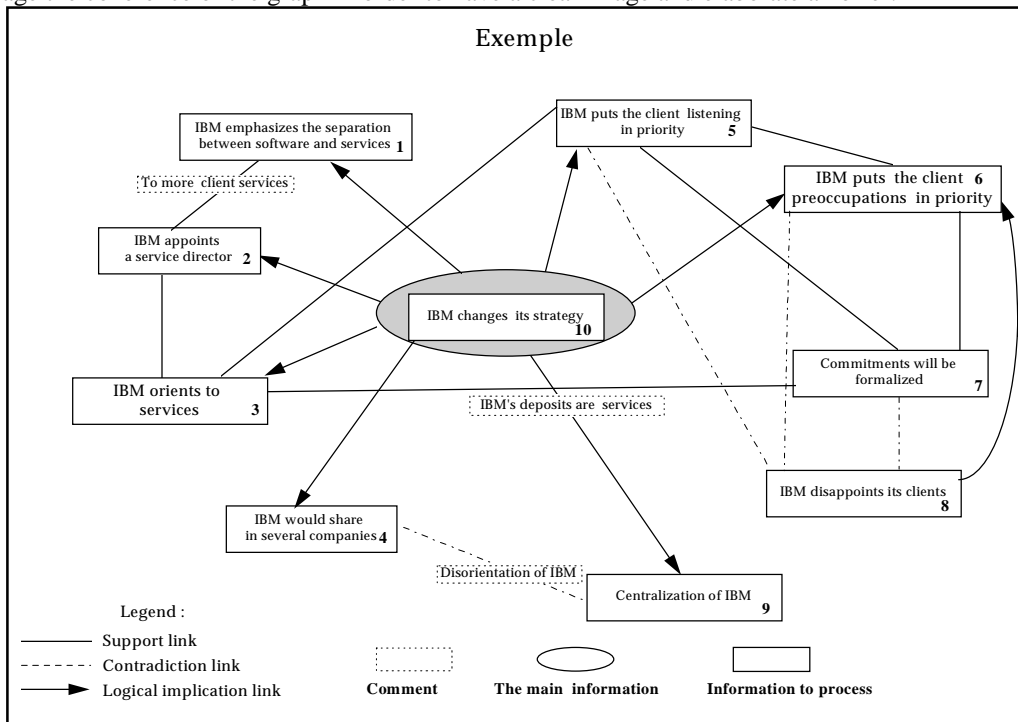 Exemple
IBM emphasizes the separation
between software and services 1
To more client services
IBM appoints
a service director 2
IBM orients to
services 3
IBM puts the client listening
in priority 5
IBM puts the client 6
preoccupations in priority
IBM changes its strategy
10
Commitments will be
formalized 7
IBM's deposits are services
IBM disappoints its clients
8
IBM would share
in several companies 4
Disorientation of IBM
Centralization of IBM 9
Legend :
Support link
Contradiction link
Logical implication link
Comment
The main information
Information to process